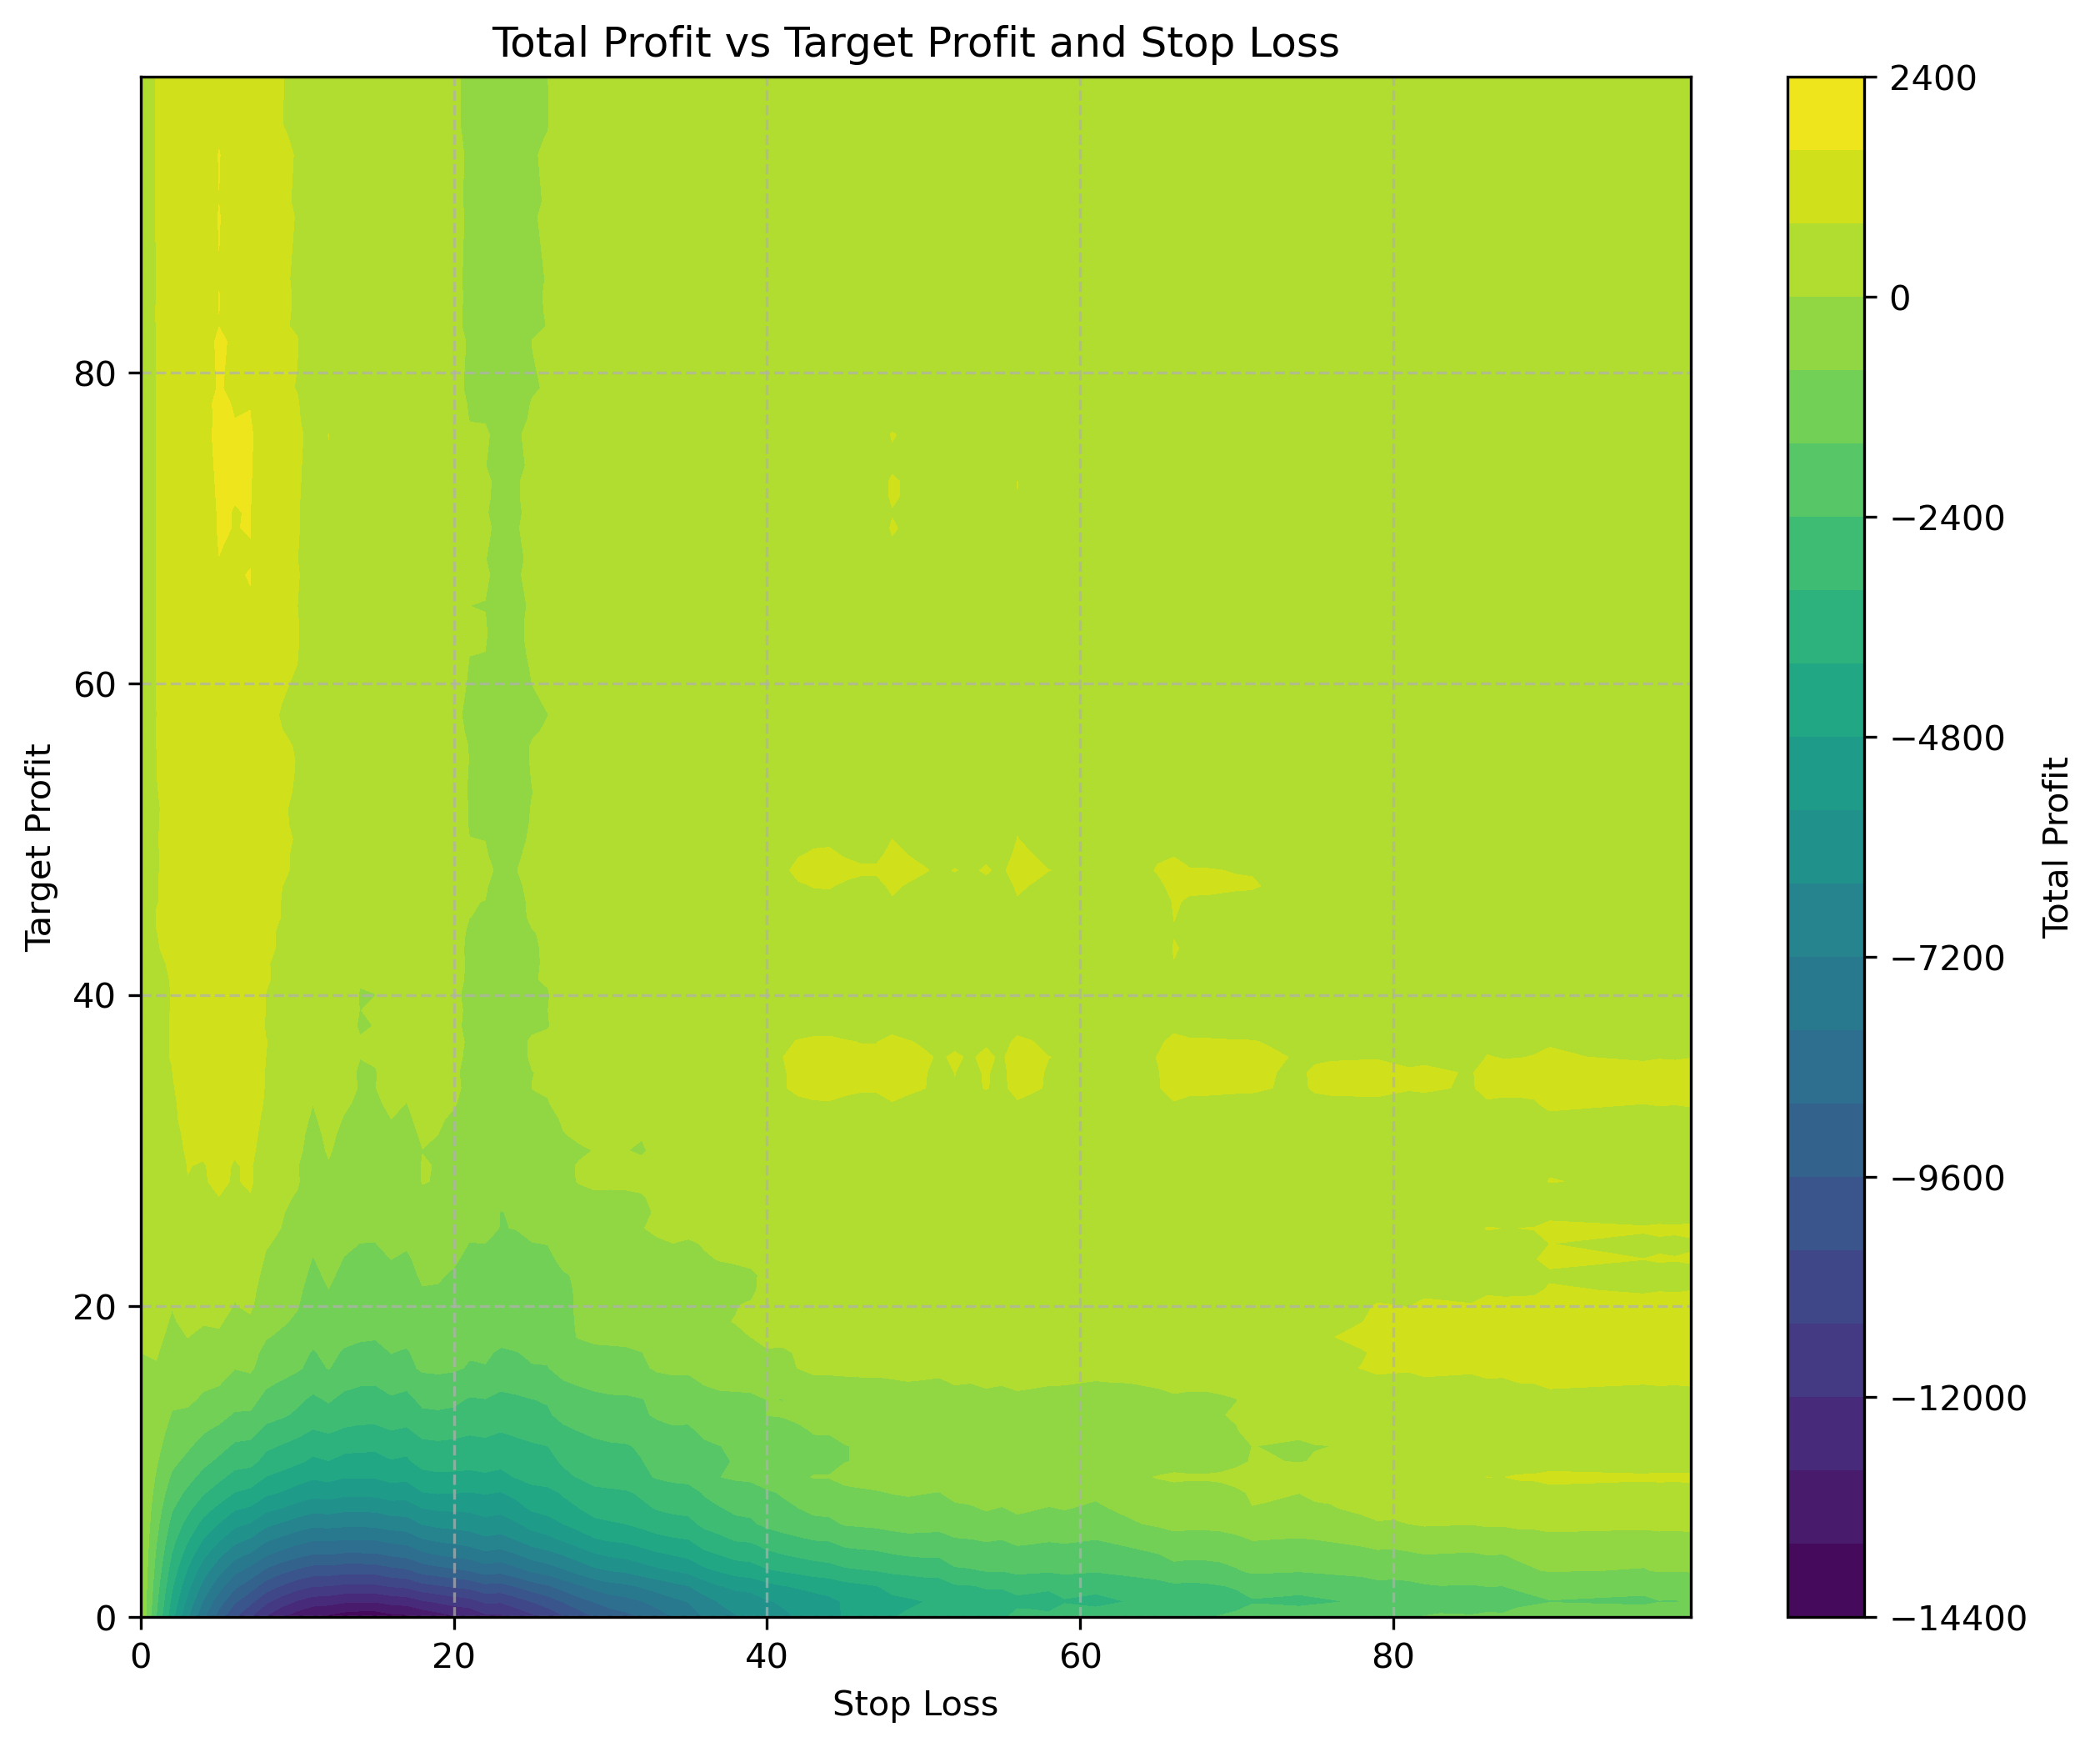 Total Profit vs Target Profit and Stop Loss
Target Profit
80
60
40
20
0
0 20 40 60 80
Stop Loss
2400
0
−2400
−4800
−7200
−9600
−12000
−14400
Total Profit